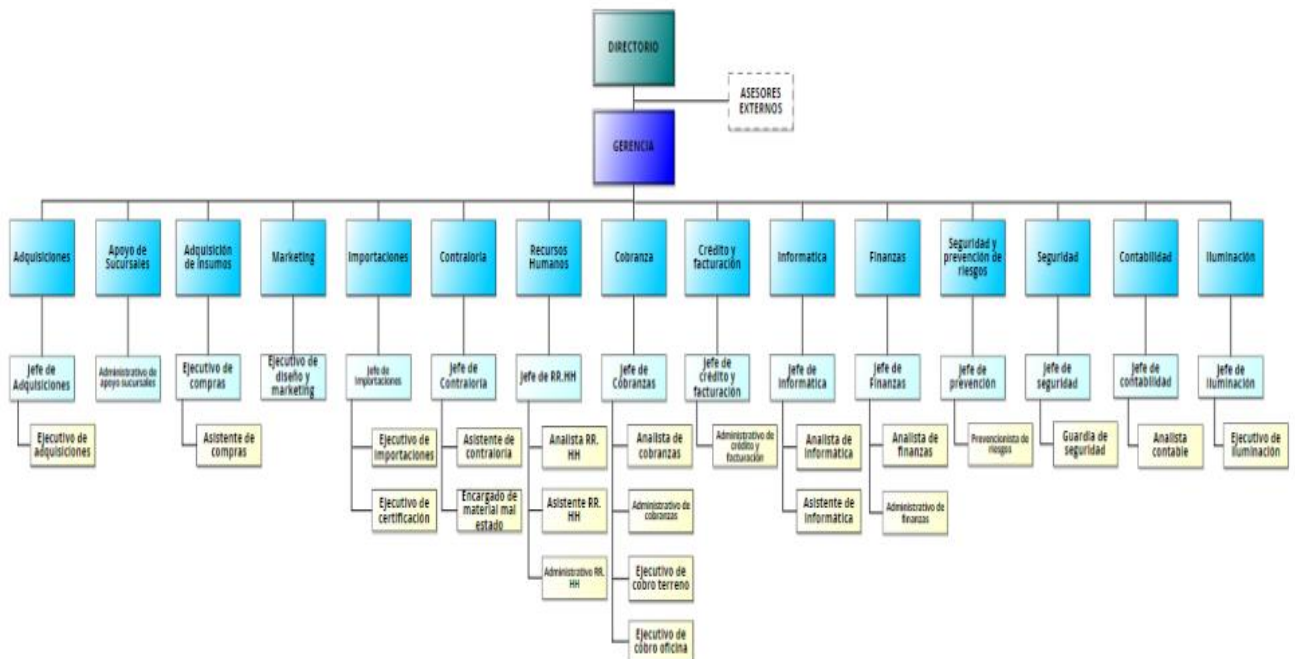 DIRECTORIO
ASESORES
EXTERNOS
GERENCIA
Adquisiciones
Apoyo de
Sucursales
Adquisición
de insumos
Marketing
Importaciones
Contraloria
Recursos
Humanos
Cobranza
Crédito y
facturación
Informatica
Finanzas
Seguridad y
prevención de
riesgos
Seguridad
Contabilidad
Iluminación
Jefe de
Adquisiciones
Administrativo de
apoyo sucursales
Ejecutivo de
compras
Ejecutivo de
diseño y
marketing
Jefe de
Importaciones
Jefe de
Contraloria
Jefe de RR.HH
Jefe de
Cobranzas
Jefe de
crédito y
facturación
Jefe de
Informatica
Jefe de
Finanzas
Jefe de
prevención
Jefe de
seguridad
Jefe de
contabilidad
Jefe de
Iluminación
Ejecutivo de
adquisiciones
Asistente de
compras
Ejecutivo de
importaciones
Asistente de
contraloria
Analista RR.
HH
Analista de
cobranzas
Administrativo de
crédito y
facturación
Analista de
informática
Analista de
finanzas
Prevencionista de
riesgos
Guardia de
seguridad
Analista
contable
Ejecutivo de
iluminación
Ejecutivo de
certificación
Encargado de
material mal
estado
Asistente RR.
HH
Administrativo de
cobranzas
Asistente de
informática
Administrativo de
finanzas
Administrativo RR.
HH
Ejecutivo de
cobro terreno
Ejecutivo de
cobro oficina